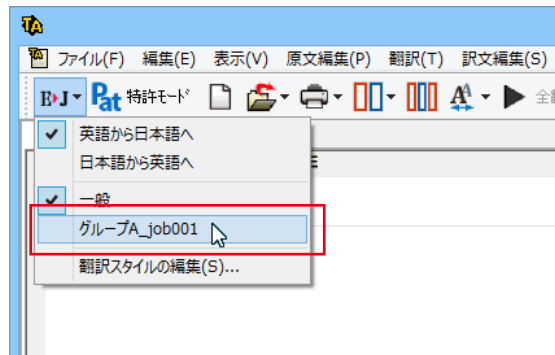 TA
ファイル(F) 編集(E) 表示(V) 原文編集(P) 翻訳(T) 訳文編集(S)
E▸J Pat 特許モード A 全
英語から日本語へ
日本語から英語へ
一般
グループA_job001
翻訳スタイルの編集(S)...